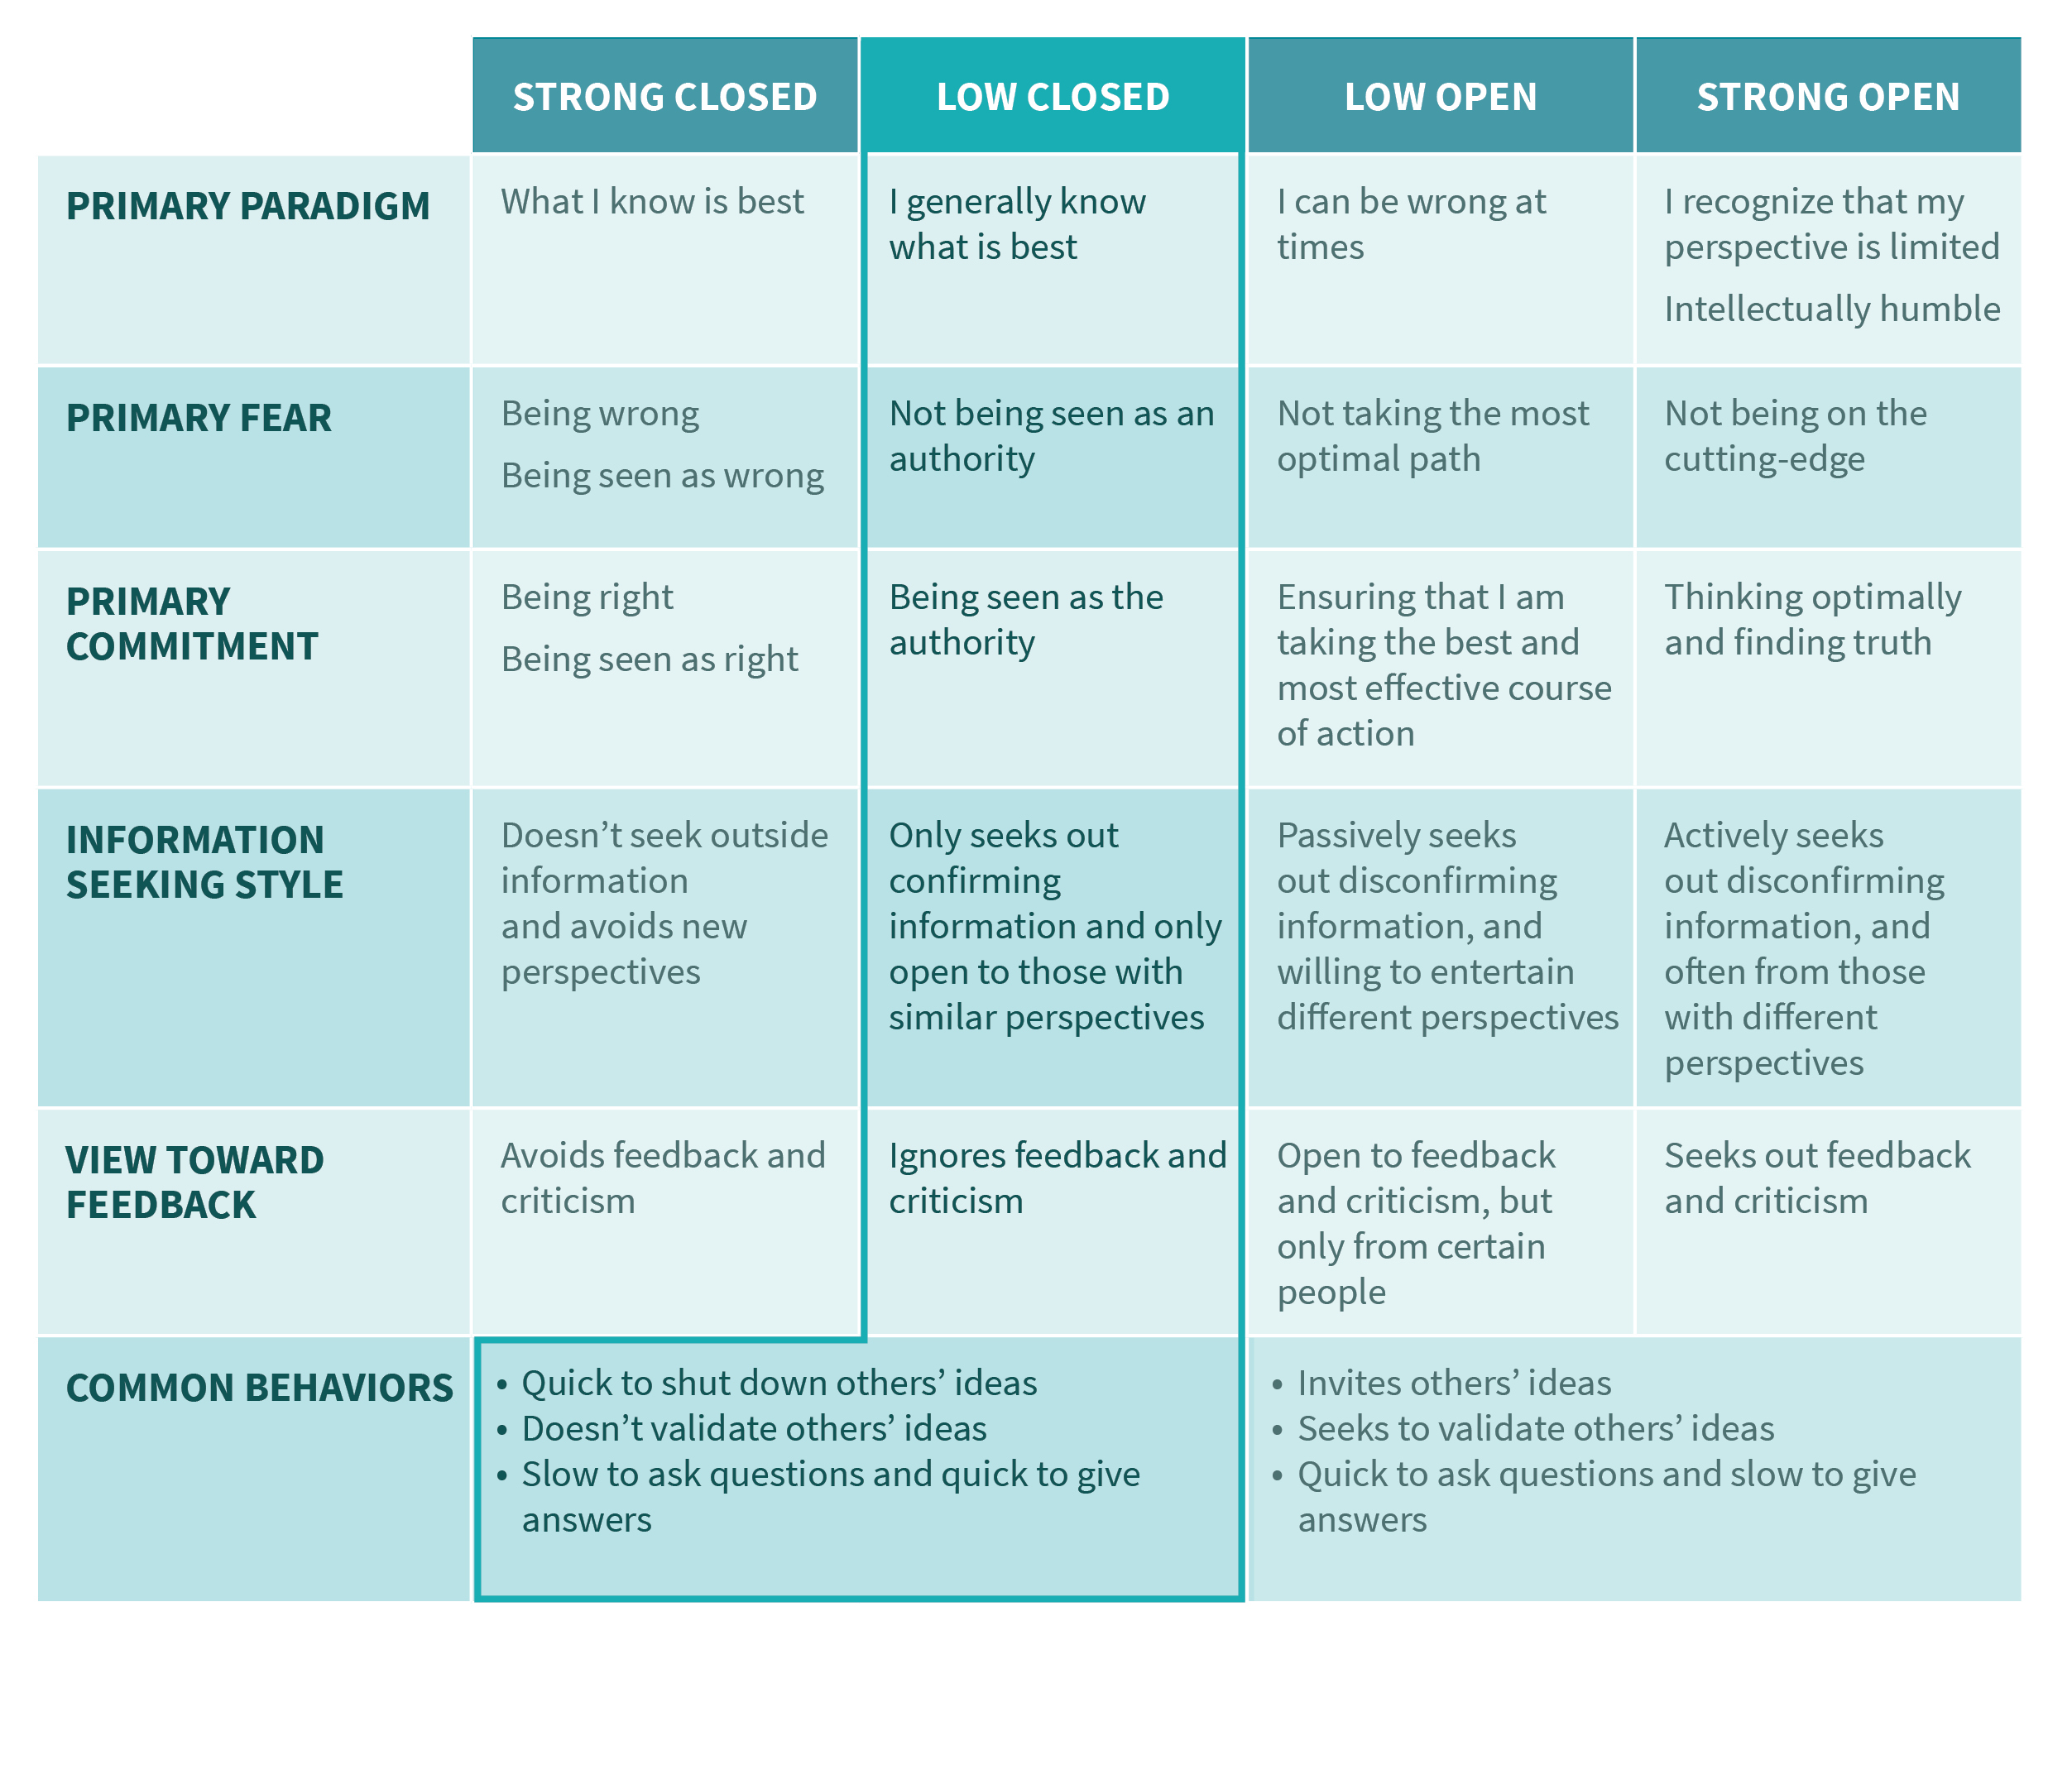 STRONG CLOSED
LOW CLOSED
LOW OPEN
STRONG OPEN
PRIMARY PARADIGM
What I know is best
I generally know
what is best
I can be wrong at
times
I recognize that my
perspective is limited
Intellectually humble
PRIMARY FEAR
Being wrong
Being seen as wrong
Not being seen as an
authority
Not taking the most
optimal path
Not being on the
cutting-edge
PRIMARY
COMMITMENT
Being right
Being seen as right
Being seen as the
authority
Ensuring that I am
taking the best and
most effective course
of action
Thinking optimally
and finding truth
INFORMATION
SEEKING STYLE
Doesn’t seek outside
information
and avoids new
perspectives
Only seeks out
confirming
information and only
open to those with
similar perspectives
Passively seeks
out disconfirming
information, and
willing to entertain
different perspectives
Actively seeks
out disconfirming
information, and
often from those
with different
perspectives
VIEW TOWARD
FEEDBACK
Avoids feedback and
criticism
Ignores feedback and
criticism
Open to feedback
and criticism, but
only from certain
people
Seeks out feedback
and criticism
COMMON BEHAVIORS
• Quick to shut down others’ ideas
• Doesn’t validate others’ ideas
• Slow to ask questions and quick to give
answers
• Invites others’ ideas
• Seeks to validate others’ ideas
• Quick to ask questions and slow to give
answers